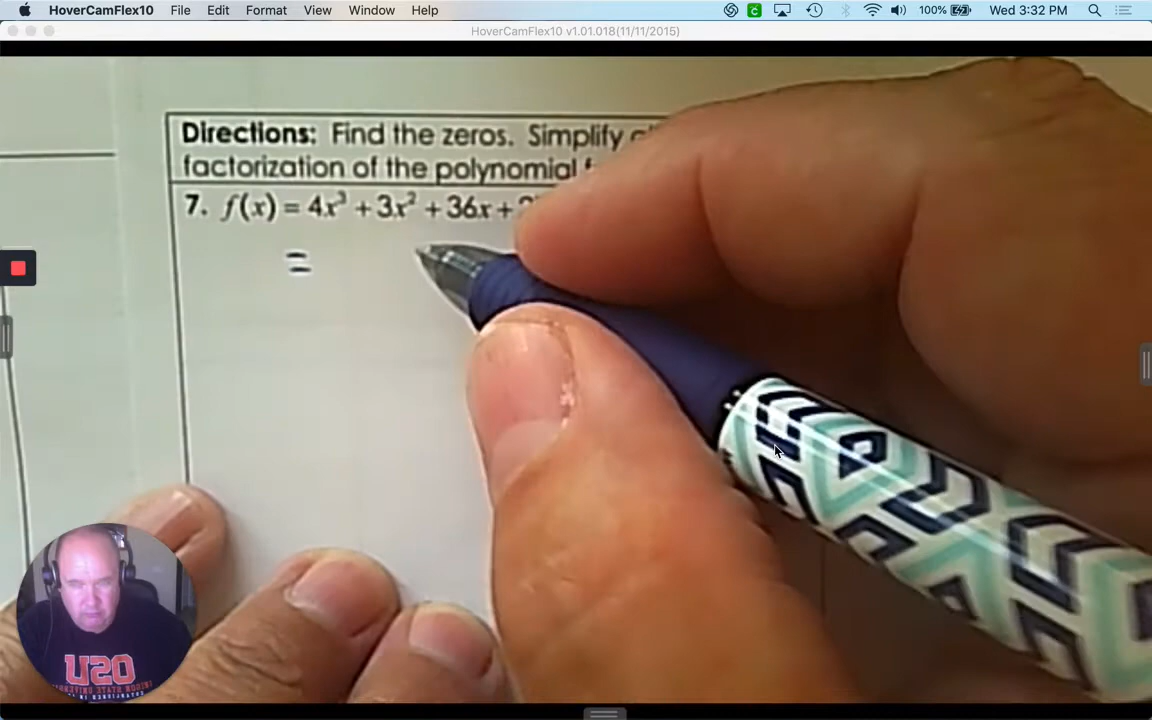 HoverCamFlex10 File Edit Format View Window Help 100% Wed 3:32 PM
HoverCamFlex10 v1.01.018(11/11/2015)
Directions: Find the zeros. Simplify
factorization of the polynomial
7. f(x) = 4x³ + 3x² + 36x +
=
OSU